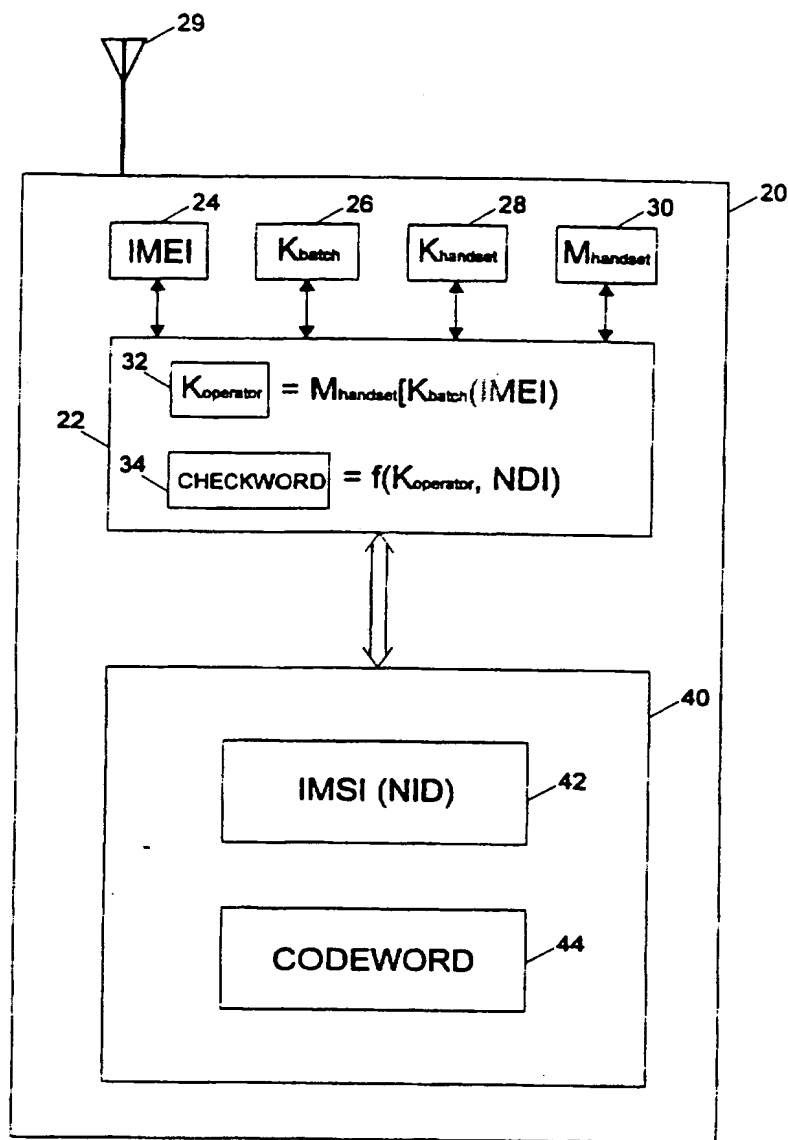 29
20
24 26 28 30
IMEI Kbatch Khandset Mhandset
32
Koperator = Mhandset[Kbatch(IMEI)
22
34
CHECKWORD = f(Koperator, NDI)
40
IMSI (NID) 42
CODEWORD 44